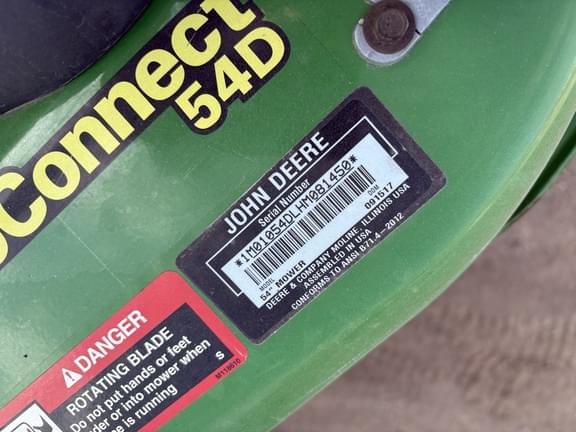 Connect
54D
JOHN DEERE
Serial Number
*1M01054DLHM081450*
MODEL
DOM
54" MOWER
091517
DEERE & COMPANY MOLINE, ILLINOIS USA
ASSEMBLED IN USA
CONFORMS TO ANSI B71.4-2012
DANGER
ROTATING BLADE
Do not put hands or feet
under or into mower when
is running
S
M118610